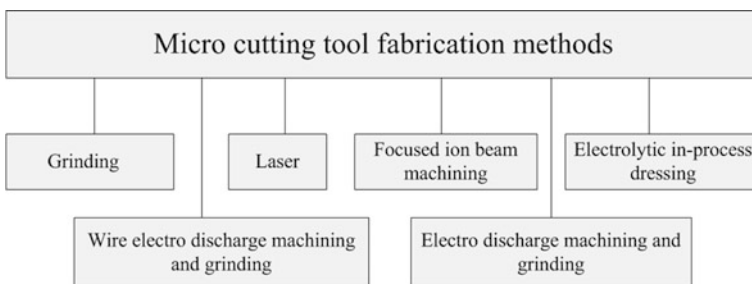 Micro cutting tool fabrication methods
Grinding
Laser
Focused ion beam
machining
Electrolytic in-process
dressing
Wire electro discharge machining
and grinding
Electro discharge machining and
grinding